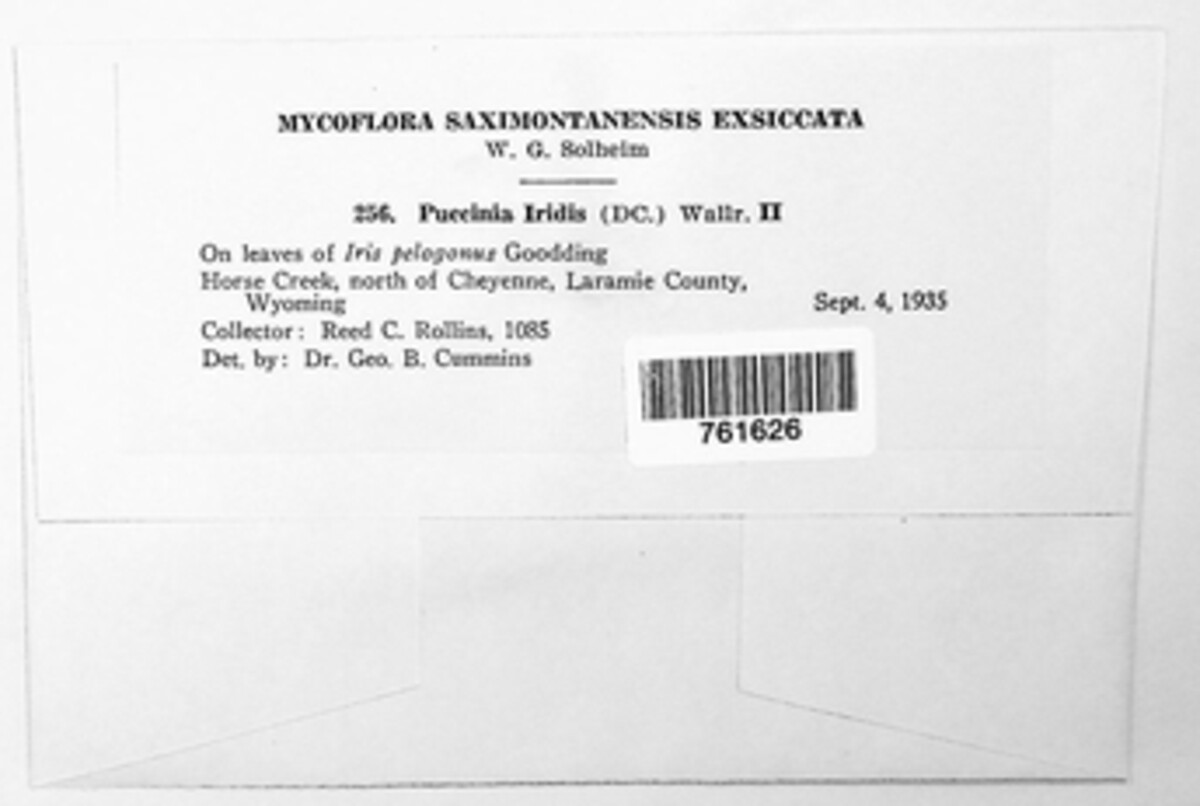 MYCOFLORA SAXIMONTANENSIS EXSICCATA
W. G. Solheim
256. Puccinia Iridis (DC.) Wallr. II
On leaves of Iris pelogonus Goodding
Horse Creek, north of Cheyenne, Laramie County,
Wyoming Sept. 4, 1935
Collector: Reed C. Rollins, 1085
Det. by: Dr. Geo. B. Cummins
761626